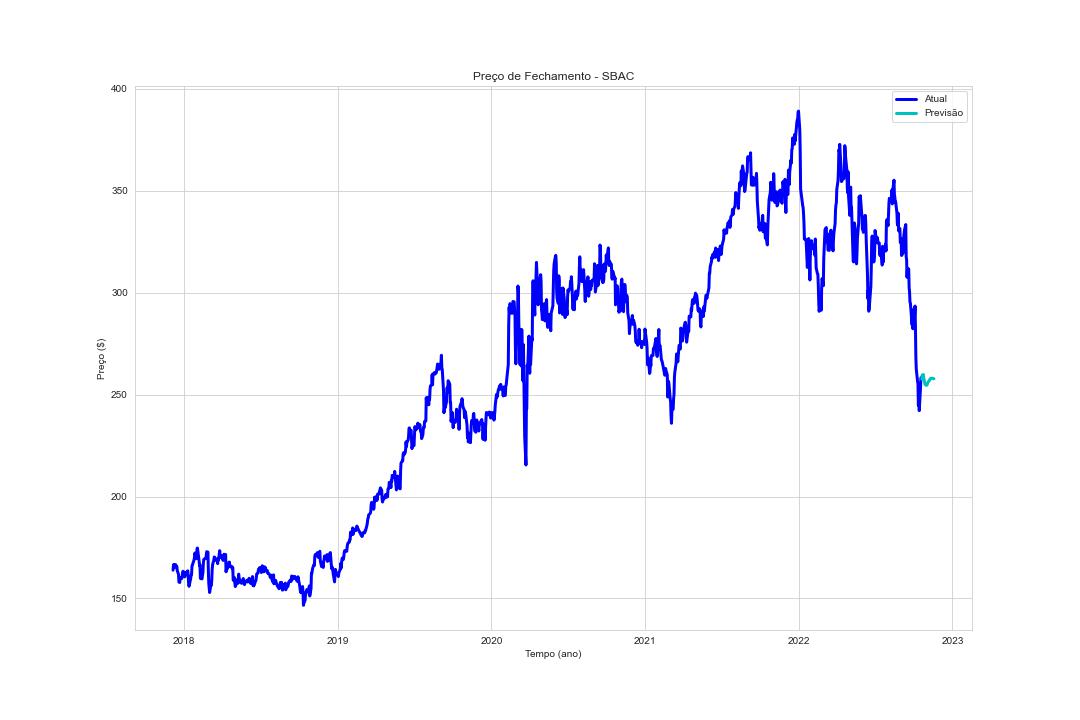 Preço de Fechamento - SBAC
Atual
Previsão
400
350
300
250
200
150
Preço ($)
2018
2019
2020
2021
2022
2023
Tempo (ano)